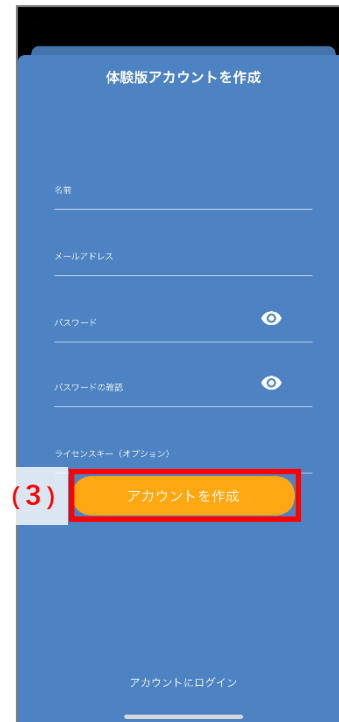 体験版アカウントを作成
名前
メールアドレス
パスワード
パスワードの確認
ライセンスキー（オプション）
(3) アカウントを作成
アカウントにログイン